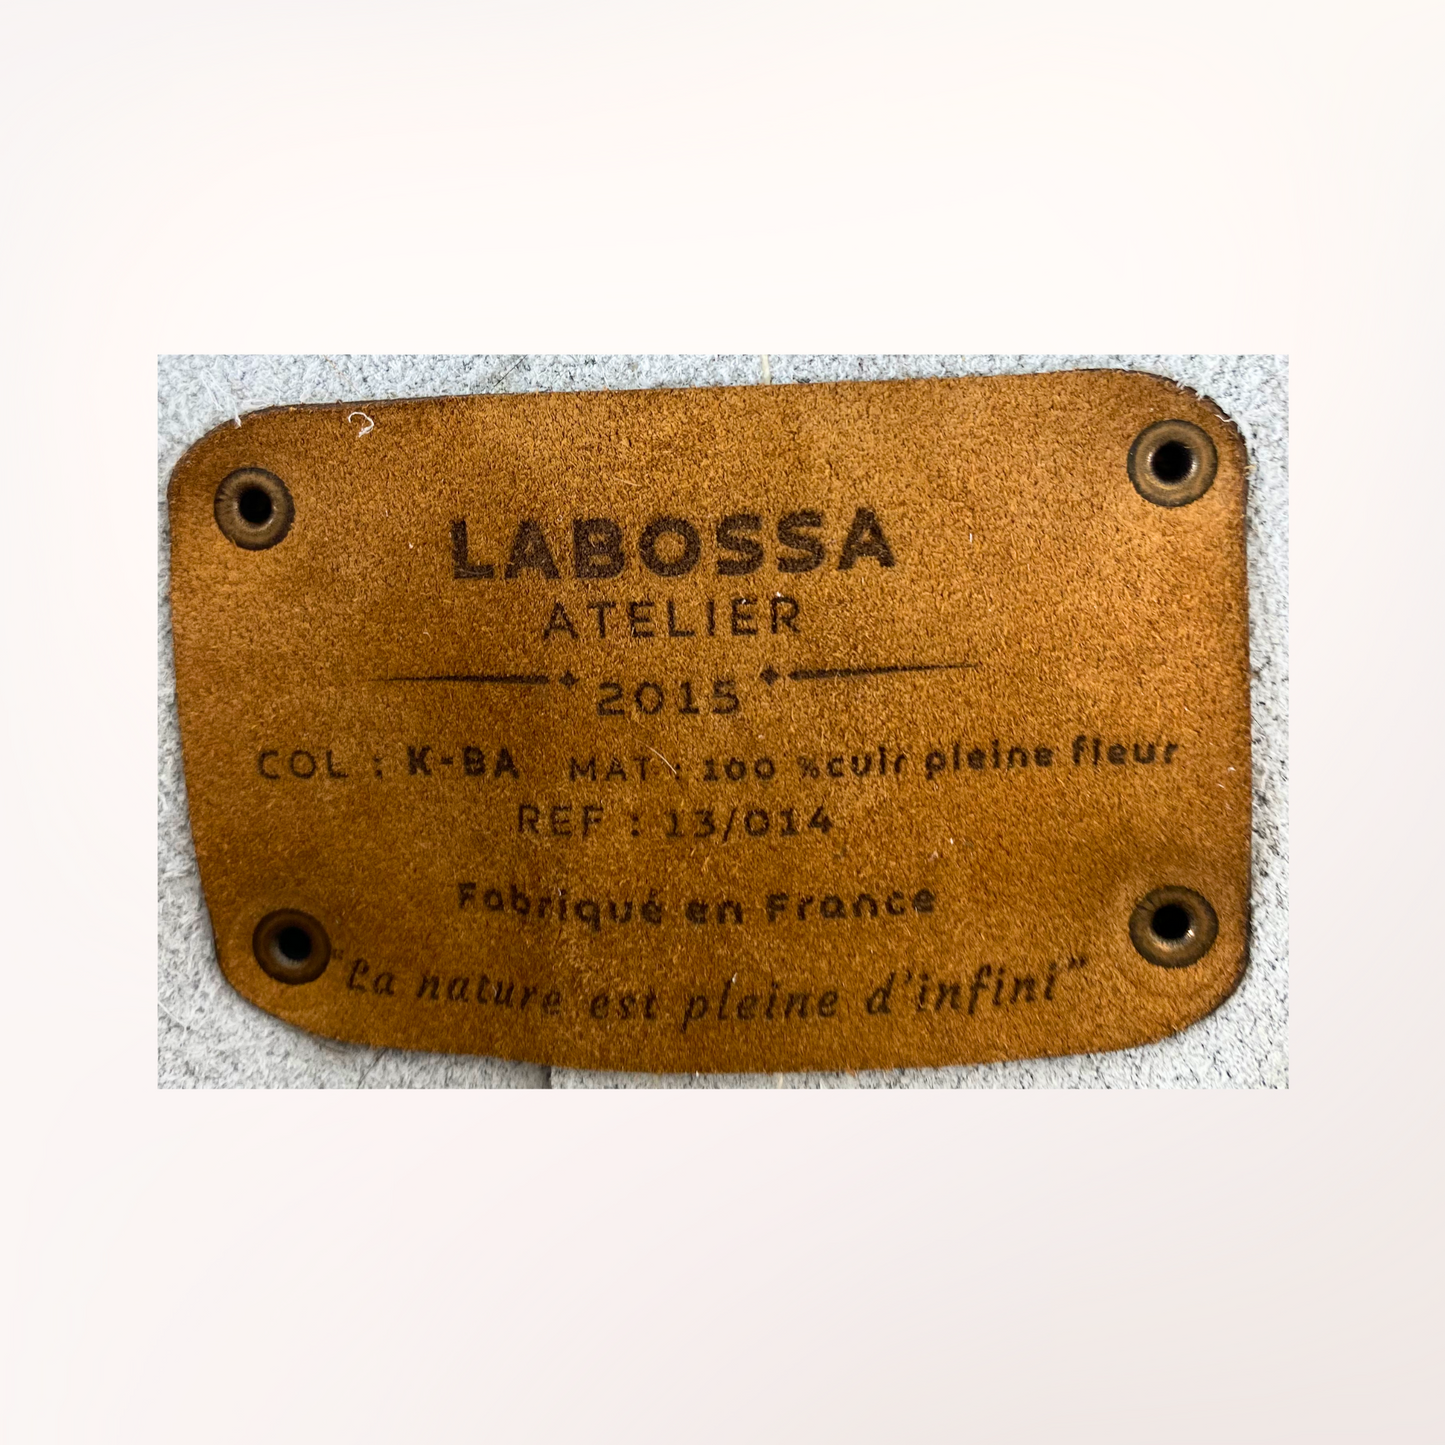 LABOSSA
ATELIER
2015
COL : K-BA MAT : 100 %cuir pleine fleur
REF : 13/014
Fabriqué en France
“La nature est pleine d'infini”